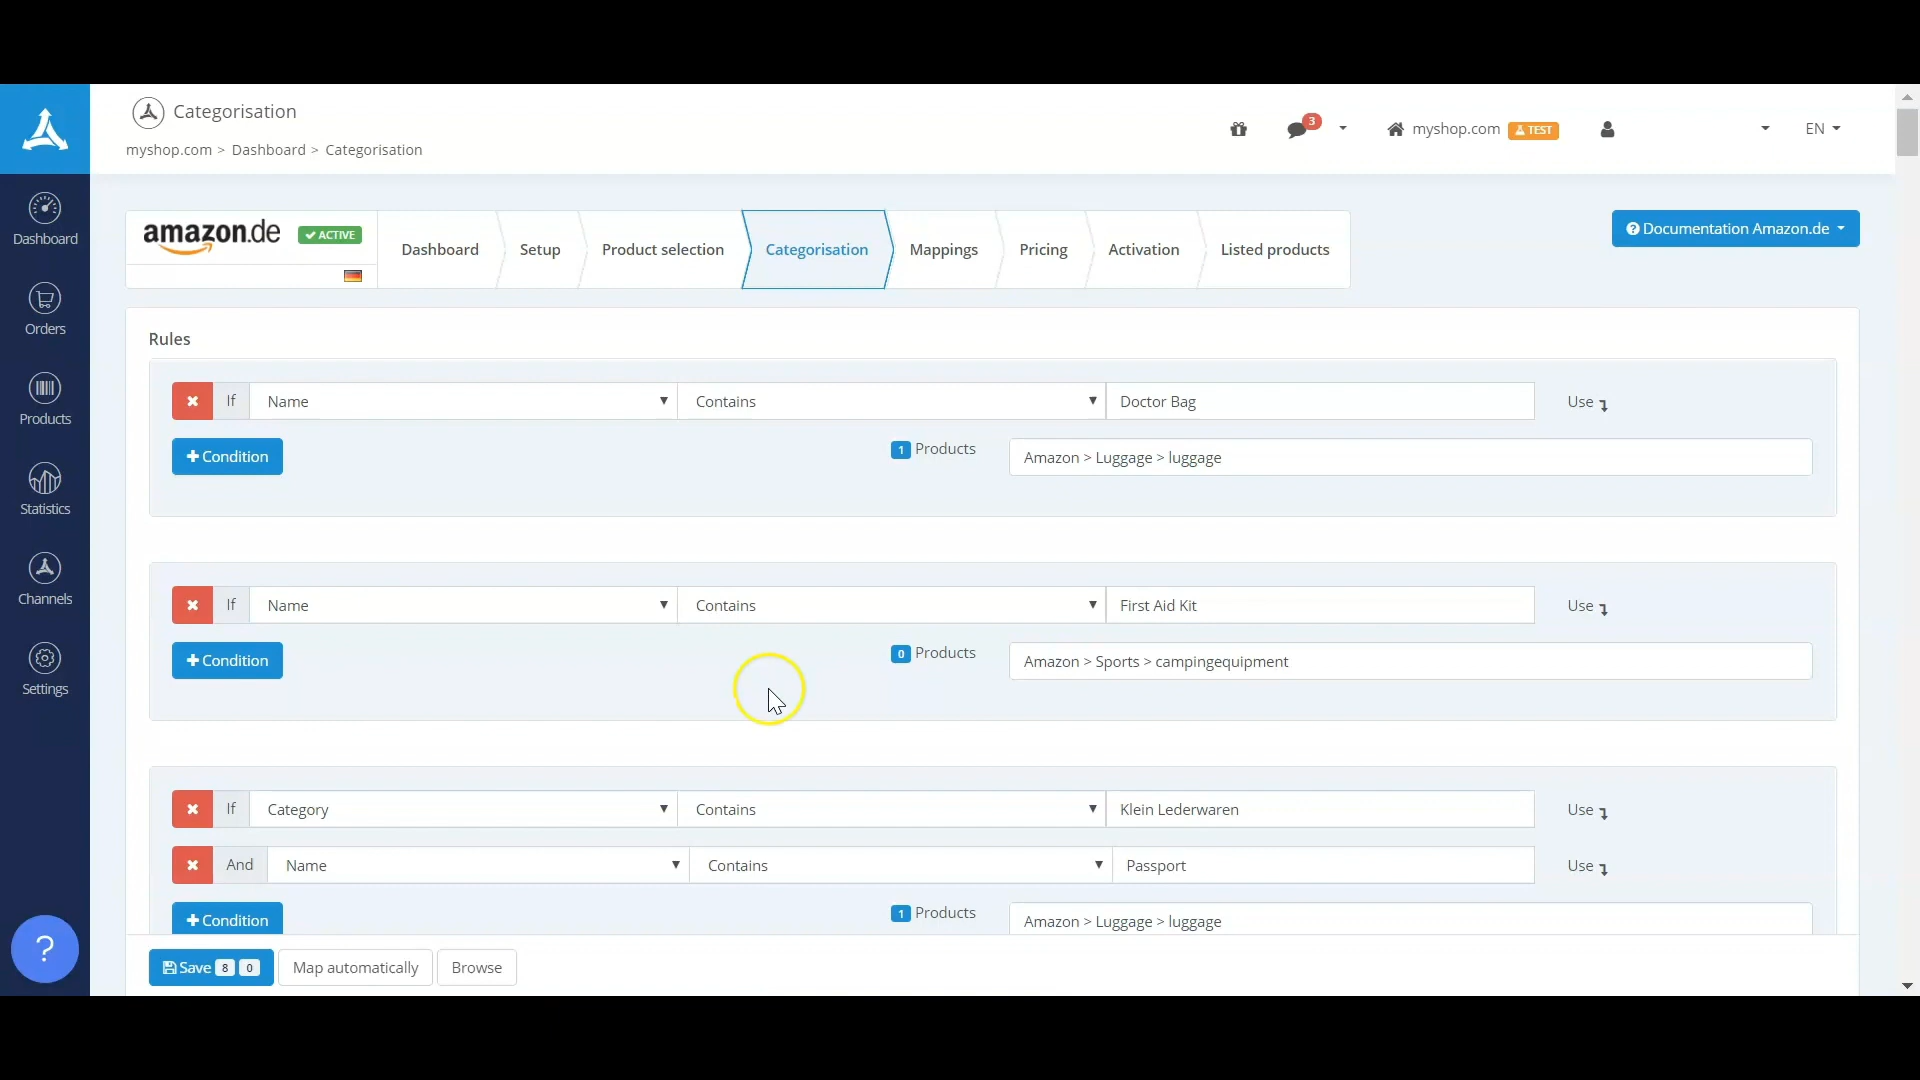 Categorisation
myshop.com > Dashboard > Categorisation
3
myshop.com TEST
EN
amazon.de ACTIVE
Dashboard
Setup
Product selection
Categorisation
Mappings
Pricing
Activation
Listed products
Documentation Amazon.de
Dashboard
Orders
Products
Statistics
Channels
Settings
?
Rules
If Name Contains Doctor Bag Use
Condition 1 Products Amazon > Luggage > luggage
If Name Contains First Aid Kit Use
Condition 0 Products Amazon > Sports > campingequipment
If Category Contains Klein Lederwaren Use
And Name Contains Passport Use
Condition 1 Products Amazon > Luggage > luggage
Save 8 0 Map automatically Browse